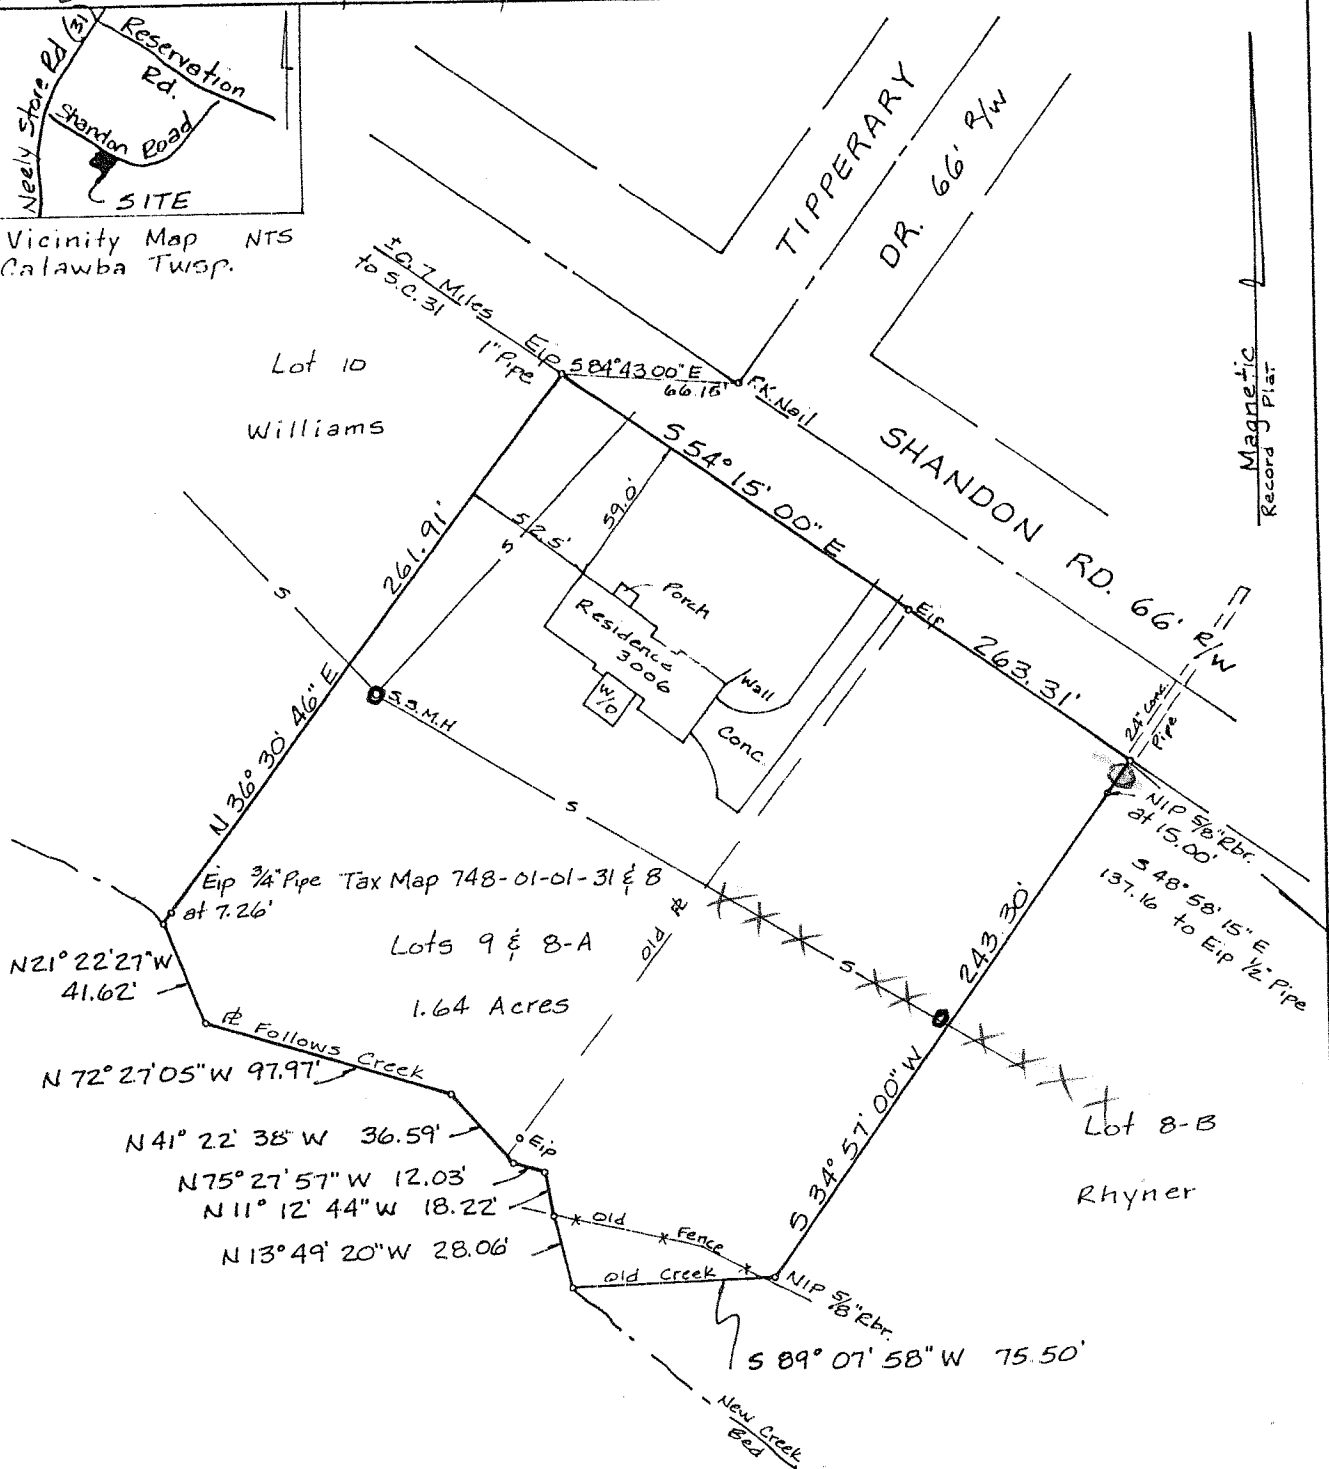 Neely Store Rd (31)
Reservation
Rd.
Shandon Road
SITE
Vicinity Map NTS
Catawba Twsp.
TIPPERARY
DR. 66' R/W
±0.7 Miles
to S.C. 31
1" Pipe
Eip
S 84° 43' 00" E
66.15'
P.K. Nail
Lot 10
Williams
Magnetic
Record Plat
SHANDON RD. 66' R/W
S 54° 15' 00" E
263.31'
Eip
261.91'
N 36° 30' 46" E
52.5'
59.0'
S
S
Porch
Residence
3006
W/D
Wall
Conc.
S.S.M.H
S
24" Conc.
Pipe
NIP 5/8" Rbr.
at 15.00'
S 48° 58' 15" E
137.16 to Eip 1/2" Pipe
Eip 3/4" Pipe
at 7.26'
Tax Map 748-01-01-31 & 8
Lots 9 & 8-A
1.64 Acres
Old PL
S
243.30'
S 34° 57' 00" W
N 21° 22' 27" W
41.62'
PL Follows Creek
N 72° 27' 05" W 97.97'
N 41° 22' 38" W 36.59'
Eip
N 75° 27' 57" W 12.03'
N 11° 12' 44" W 18.22'
N 13° 49' 20" W 28.06'
Old Fence
Old Creek
NIP 5/8" Rbr.
Lot 8-B
Rhyner
S 89° 07' 58" W 75.50'
New Creek
Bed